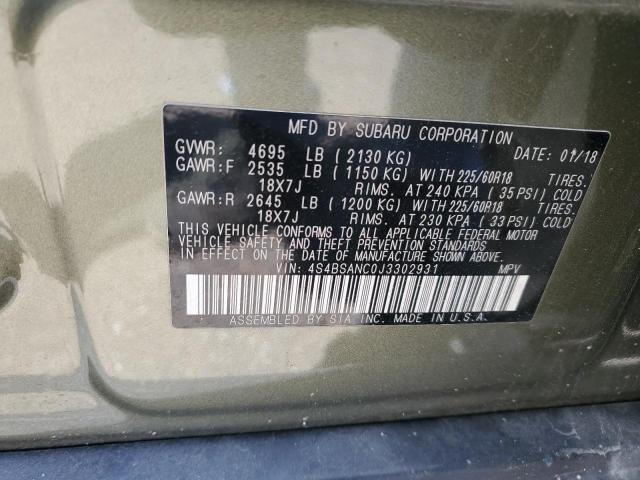 MFD BY SUBARU CORPORATION
GVWR: 4695 LB ( 2130 KG) DATE: 01/18
GAWR:F 2535 LB ( 1150 KG) WITH 225/60R18 TIRES.
18X7J RIMS. AT 240 KPA ( 35 PSI) COLD
GAWR:R 2645 LB ( 1200 KG) WITH 225/60R18 TIRES.
18X7J RIMS. AT 230 KPA ( 33 PSI) COLD
THIS VEHICLE CONFORMS TO ALL APPLICABLE FEDERAL MOTOR
VEHICLE SAFETY AND THEFT PREVENTION STANDARDS
IN EFFECT ON THE DATE OF MANUFACTURE SHOWN ABOVE.
VIN: 4S4BSANC0J3302931 MPV
ASSEMBLED BY SIA INC. MADE IN U.S.A.